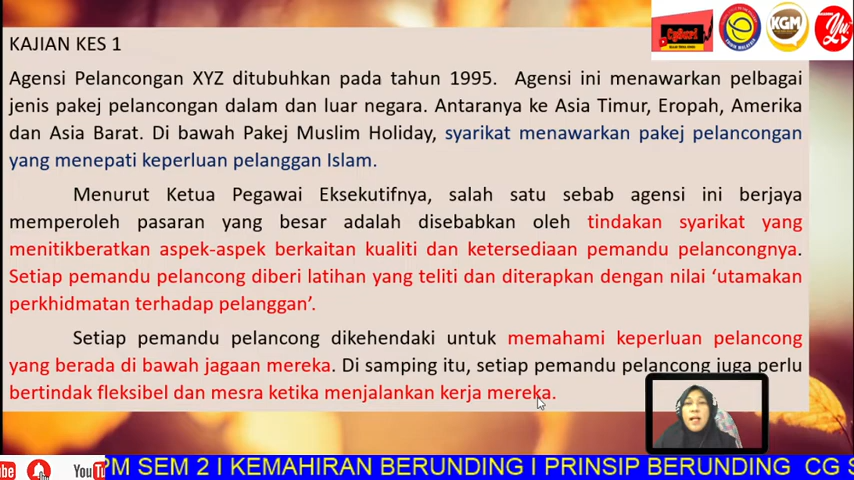 KAJIAN KES 1
Agensi Pelancongan XYZ ditubuhkan pada tahun 1995. Agensi ini menawarkan pelbagai
jenis pakej pelancongan dalam dan luar negara. Antaranya ke Asia Timur, Eropah, Amerika
dan Asia Barat. Di bawah Pakej Muslim Holiday, syarikat menawarkan pakej pelancongan
yang menepati keperluan pelanggan Islam.
Menurut Ketua Pegawai Eksekutifnya, salah satu sebab agensi ini berjaya
memperoleh pasaran yang besar adalah disebabkan oleh tindakan syarikat yang
menitikberatkan aspek-aspek berkaitan kualiti dan ketersediaan pemandu pelancongnya.
Setiap pemandu pelancong diberi latihan yang teliti dan diterapkan dengan nilai ‘utamakan
perkhidmatan terhadap pelanggan’.
Setiap pemandu pelancong dikehendaki untuk memahami keperluan pelancong
yang berada di bawah jagaan mereka. Di samping itu, setiap pemandu pelancong juga perlu
bertindak fleksibel dan mesra ketika menjalankan kerja mereka.
KGM
Yu
be YouT PM SEM 2 I KEMAHIRAN BERUNDING I PRINSIP BERUNDING CG S